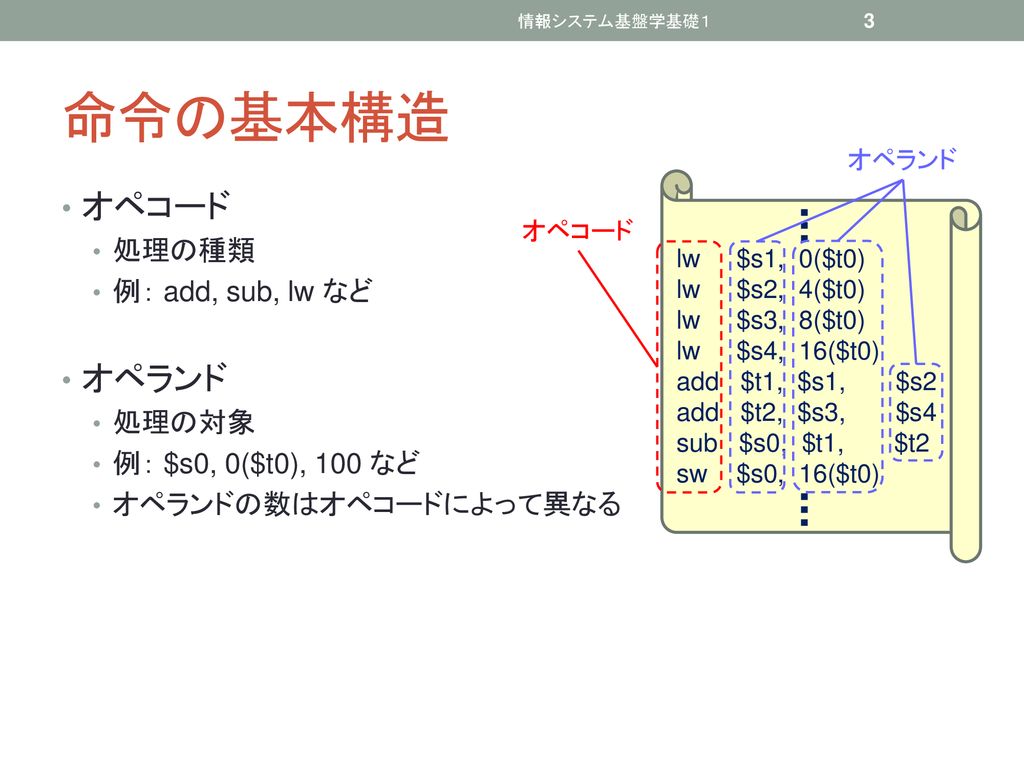 情報システム基盤学基礎1
3
命令の基本構造
• オペコード
• 処理の種類
• 例： add, sub, lw など
• オペランド
• 処理の対象
• 例： $s0, 0($t0), 100 など
• オペランドの数はオペコードによって異なる
オペランド
オペコード
lw $s1, 0($t0)
lw $s2, 4($t0)
lw $s3, 8($t0)
lw $s4, 16($t0)
add $t1, $s1, $s2
add $t2, $s3, $s4
sub $s0, $t1, $t2
sw $s0, 16($t0)